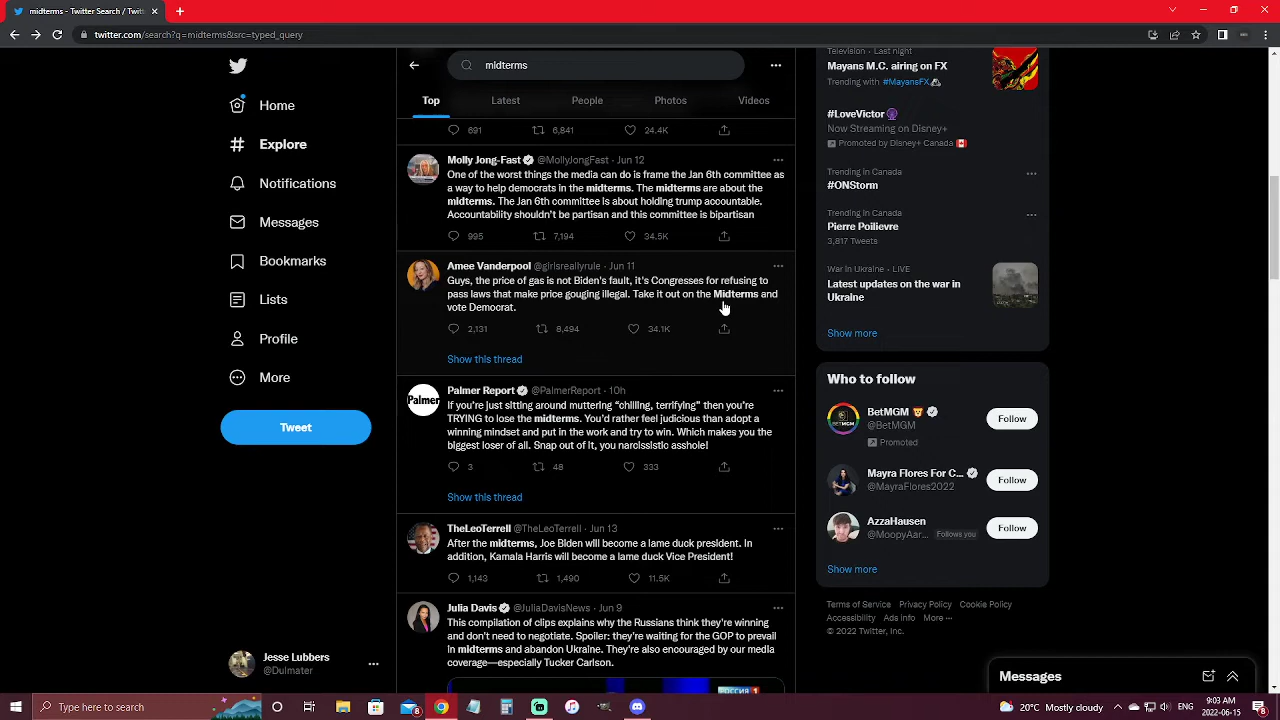 midterms - Twitter Search / Twitt
twitter.com/search?q=midterms&src=typed_query
midterms
Top
Latest
People
Photos
Videos
Home
Explore
Notifications
Messages
Bookmarks
Lists
Profile
More
Tweet
Jesse Lubbers
@Dulmater
691 6,841 24.4K
Molly Jong-Fast @MollyJongFast · Jun 12
One of the worst things the media can do is frame the Jan 6th committee as
a way to help democrats in the midterms. The midterms are about the
midterms. The Jan 6th committee is about holding trump accountable.
Accountability shouldn't be partisan and this committee is bipartisan
995 7,194 34.5K
Amee Vanderpool @girlsreallyrule · Jun 11
Guys, the price of gas is not Biden's fault, it's Congresses for refusing to
pass laws that make price gouging illegal. Take it out on the Midterms and
vote Democrat.
2,131 8,494 34.1K
Show this thread
Palmer
Palmer Report @PalmerReport · 10h
If you're just sitting around muttering “chilling, terrifying” then you're
TRYING to lose the midterms. You'd rather feel judicious than adopt a
winning mindset and put in the work and try to win. Which makes you the
biggest loser of all. Snap out of it, you narcissistic asshole!
3 48 333
Show this thread
TheLeoTerrell @TheLeoTerrell · Jun 13
After the midterms, Joe Biden will become a lame duck president. In
addition, Kamala Harris will become a lame duck Vice President!
1,143 1,490 11.5K
Julia Davis @JuliaDavisNews · Jun 9
This compilation of clips explains why the Russians think they're winning
and don't need to negotiate. Spoiler: they're waiting for the GOP to prevail
in midterms and abandon Ukraine. They're also encouraged by our media
coverage—especially Tucker Carlson.
РОССИЯ 1
Television · Last night
Mayans M.C. airing on FX
Trending with #MayansFX
#LoveVictor
Now Streaming on Disney+
Promoted by Disney+ Canada
Trending in Canada
#ONStorm
Trending in Canada
Pierre Poilievre
3,817 Tweets
War in Ukraine · LIVE
Latest updates on the war in
Ukraine
Show more
Who to follow
BETMGM
BetMGM
@BetMGM
Promoted
Follow
Mayra Flores For C...
@MayraFlores2022
Follow
AzzaHausen
@MoopyAar... Follows you
Follow
Show more
Terms of Service Privacy Policy Cookie Policy
Accessibility Ads info More ···
© 2022 Twitter, Inc.
Messages
Type here to search
8
20°C Mostly cloudy
9:03 AM
2022-06-15
8